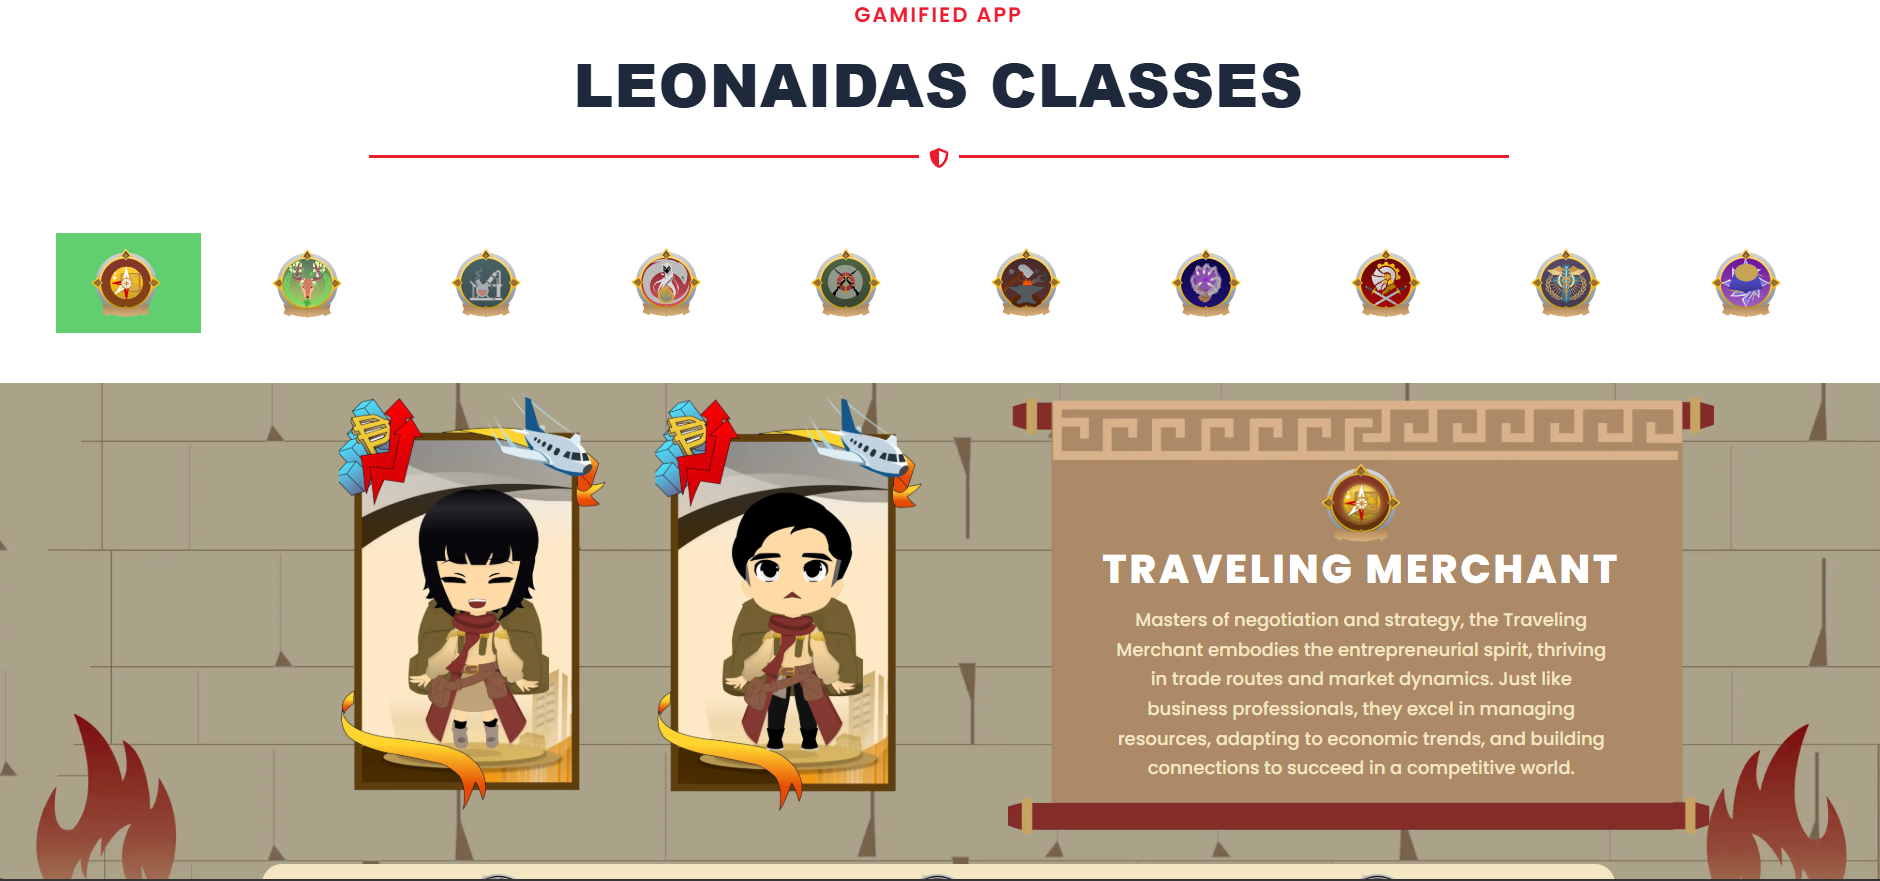 GAMIFIED APP
LEONAIDAS CLASSES
TRAVELING MERCHANT
Masters of negotiation and strategy, the Traveling
Merchant embodies the entrepreneurial spirit, thriving
in trade routes and market dynamics. Just like
business professionals, they excel in managing
resources, adapting to economic trends, and building
connections to succeed in a competitive world.